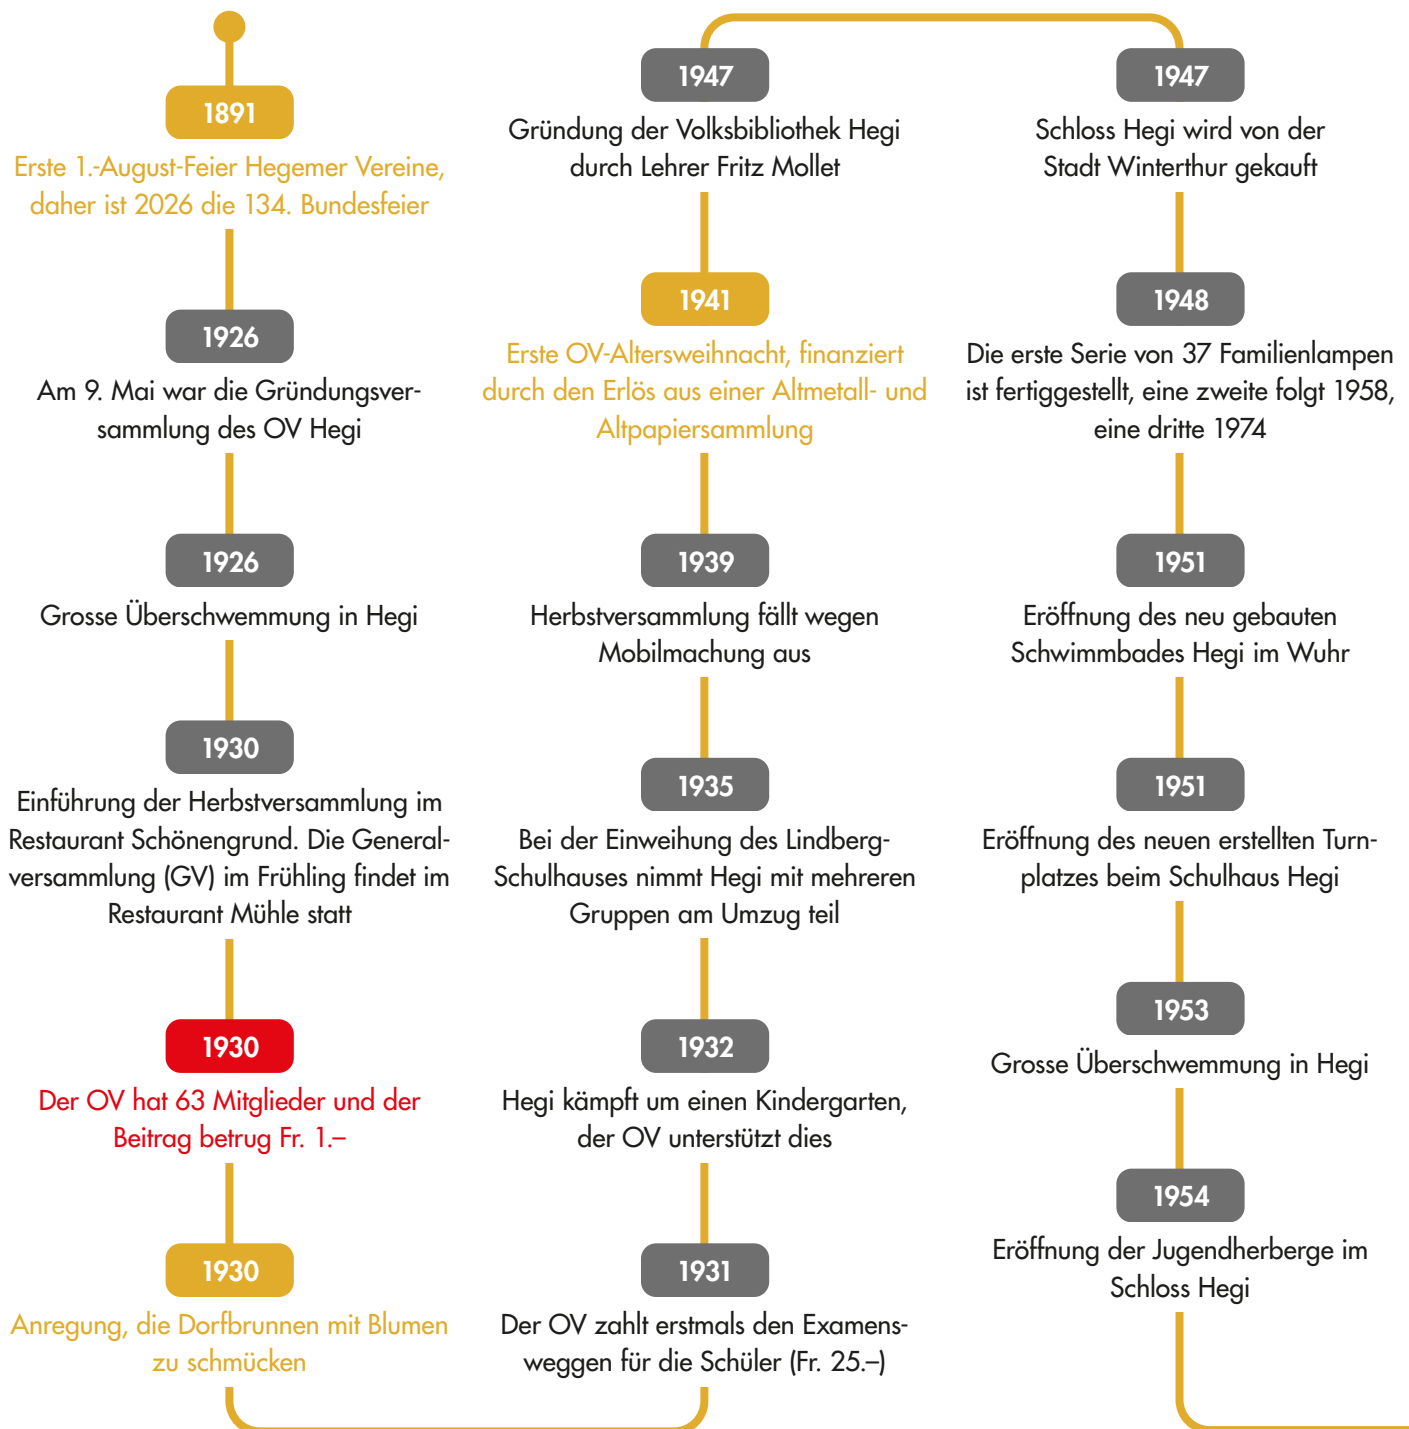 1891
Erste 1.-August-Feier Hegemer Vereine,
daher ist 2026 die 134. Bundesfeier
1926
Am 9. Mai war die Gründungsver-
sammlung des OV Hegi
1926
Grosse Überschwemmung in Hegi
1930
Einführung der Herbstversammlung im
Restaurant Schönengrund. Die General-
versammlung (GV) im Frühling findet im
Restaurant Mühle statt
1930
Der OV hat 63 Mitglieder und der
Beitrag betrug Fr. 1.–
1930
Anregung, die Dorfbrunnen mit Blumen
zu schmücken
1947
Gründung der Volksbibliothek Hegi
durch Lehrer Fritz Mollet
1941
Erste OV-Altersweihnacht, finanziert
durch den Erlös aus einer Altmetall- und
Altpapiersammlung
1939
Herbstversammlung fällt wegen
Mobilmachung aus
1935
Bei der Einweihung des Lindberg-
Schulhauses nimmt Hegi mit mehreren
Gruppen am Umzug teil
1932
Hegi kämpft um einen Kindergarten,
der OV unterstützt dies
1931
Der OV zahlt erstmals den Examens-
weggen für die Schüler (Fr. 25.–)
1947
Schloss Hegi wird von der
Stadt Winterthur gekauft
1948
Die erste Serie von 37 Familienlampen
ist fertiggestellt, eine zweite folgt 1958,
eine dritte 1974
1951
Eröffnung des neu gebauten
Schwimmbades Hegi im Wuhr
1951
Eröffnung des neuen erstellten Turn-
platzes beim Schulhaus Hegi
1953
Grosse Überschwemmung in Hegi
1954
Eröffnung der Jugendherberge im
Schloss Hegi